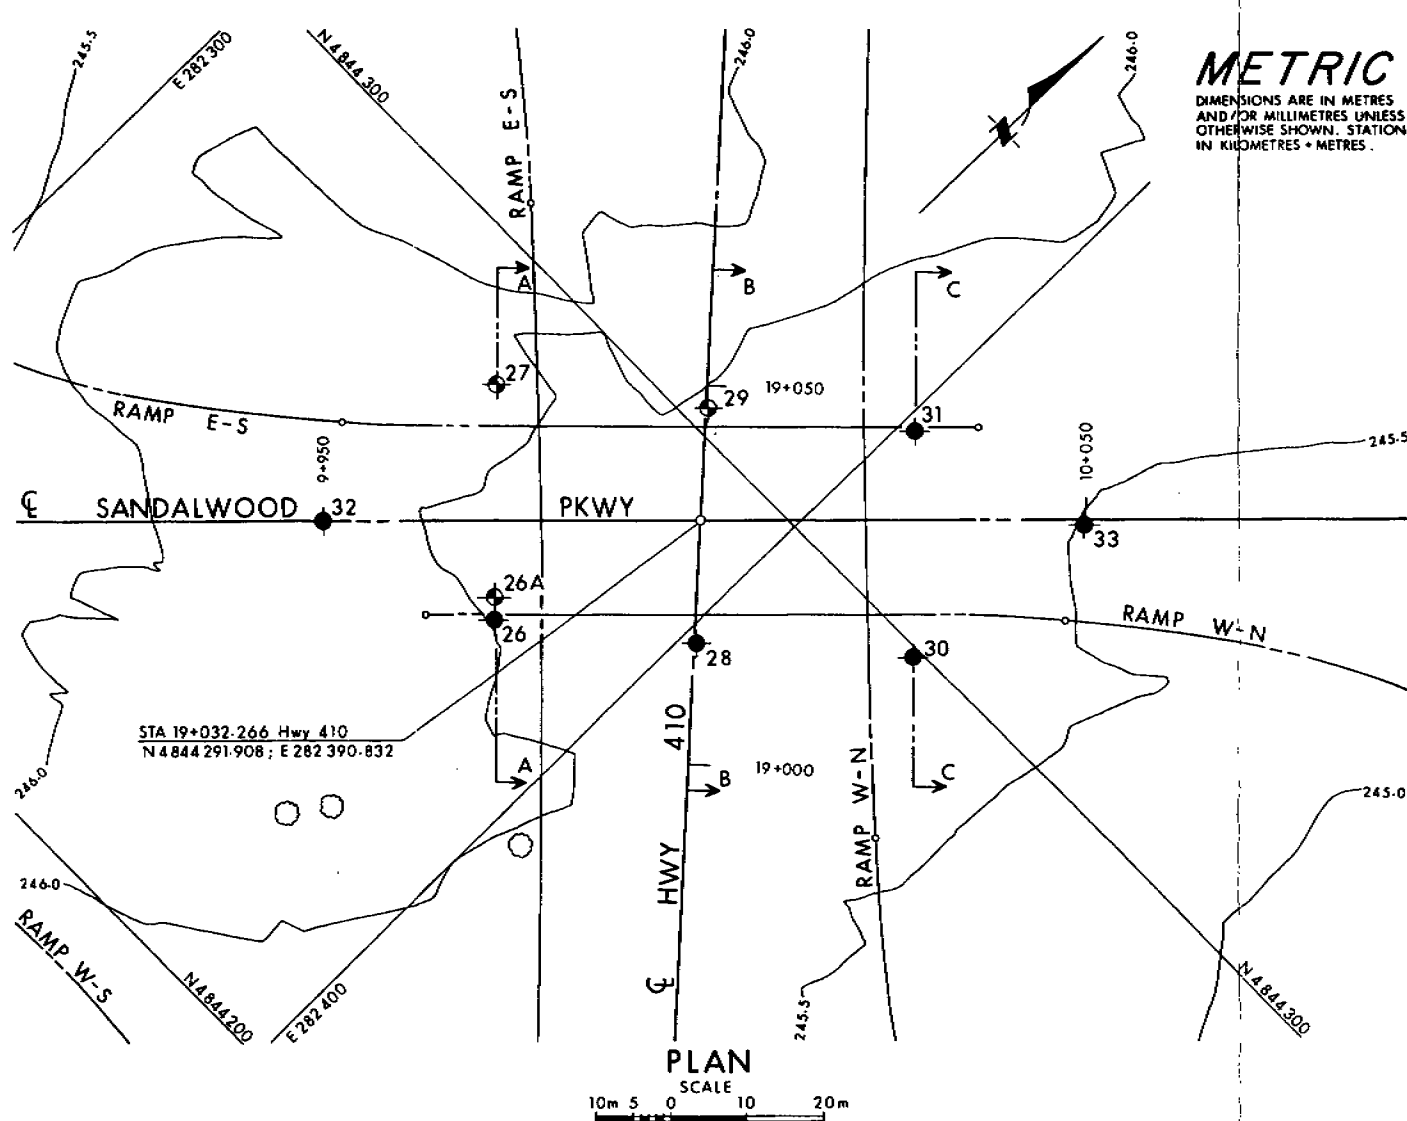 245.5
E 282 300
N 4844 300
RAMP E-S
246.0
246.0
METRIC
DIMENSIONS ARE IN METRES
AND/OR MILLIMETRES UNLESS
OTHERWISE SHOWN. STATION
IN KILOMETRES + METRES.
A
B
C
27
29
19+050
31
RAMP E-S
9+950
10+050
245.5
℄ SANDALWOOD
32
PKWY
33
26A
26
28
30
RAMP W-N
STA 19+032.266 Hwy 410
N 4844 291.908; E 282 390.832
410
RAMP W-N
246.0
A
B
19+000
C
245.0
HWY
246.0
RAMP W-S
℄
N 4844 200
E 282 400
245.5
N 4844 300
PLAN
SCALE
10m 5 0 10 20m